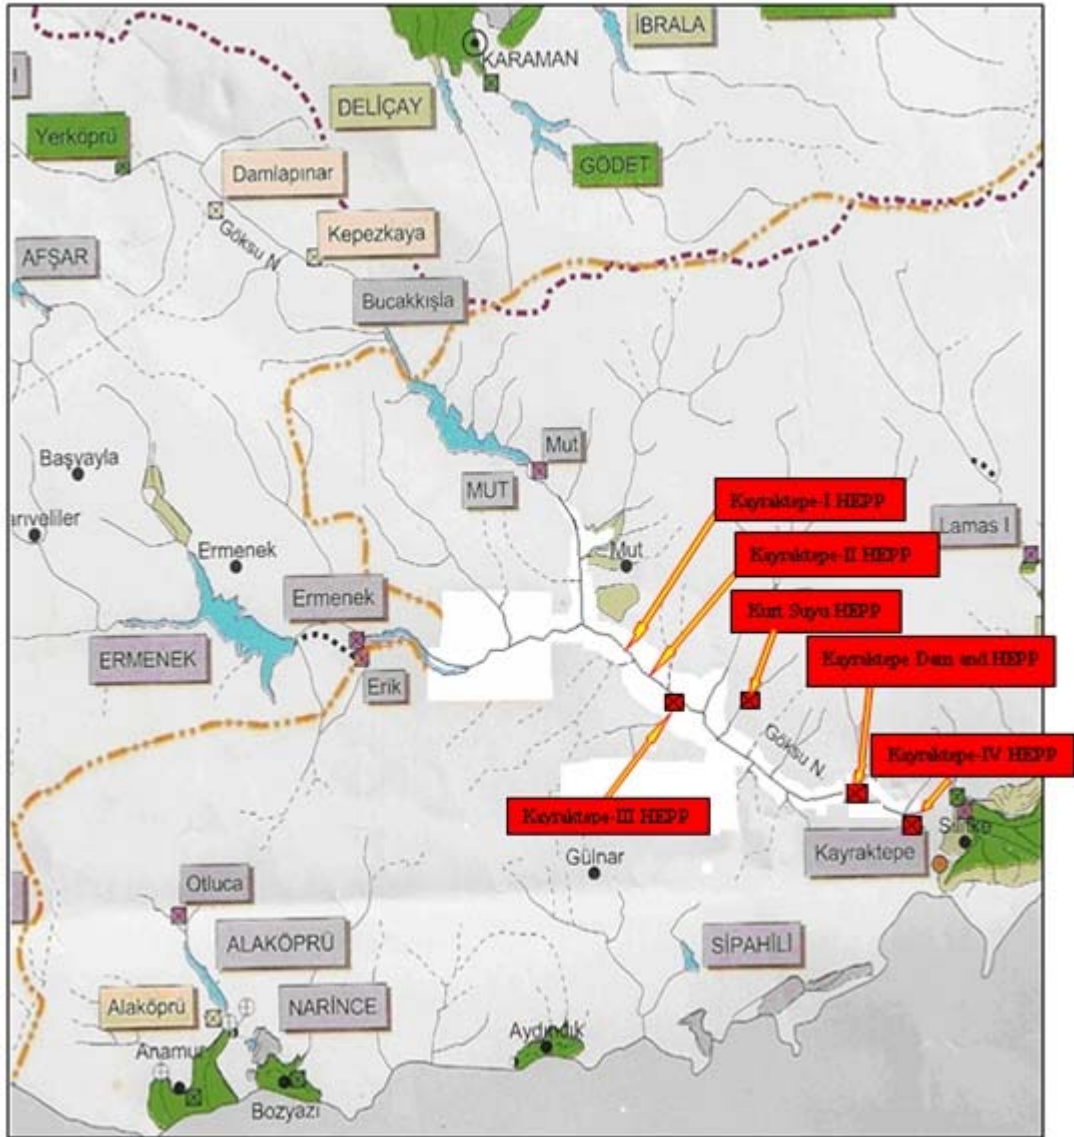 İBRALA
KARAMAN
DELİÇAY
Yerköprü
GÖDET
Damlapınar
Göksu N.
Kepezkaya
AFŞAR
Bucakkışla
Mut
MUT
Başyayla
Kayraktepe-I HEPP
Lamas I
Ermenek
Mut
Kayraktepe-II HEPP
Ermenek
Kurt Suyu HEPP
ERMENEK
Kayraktepe Dam and HEPP
Erik
Göksu N.
Kayraktepe-IV HEPP
Kayraktepe-III HEPP
Silifke
Kayraktepe
Gülnar
Otluca
ALAKÖPRÜ
SİPAHİLİ
Alaköprü
NARİNCE
Aydıncık
Anamur
Bozyazı